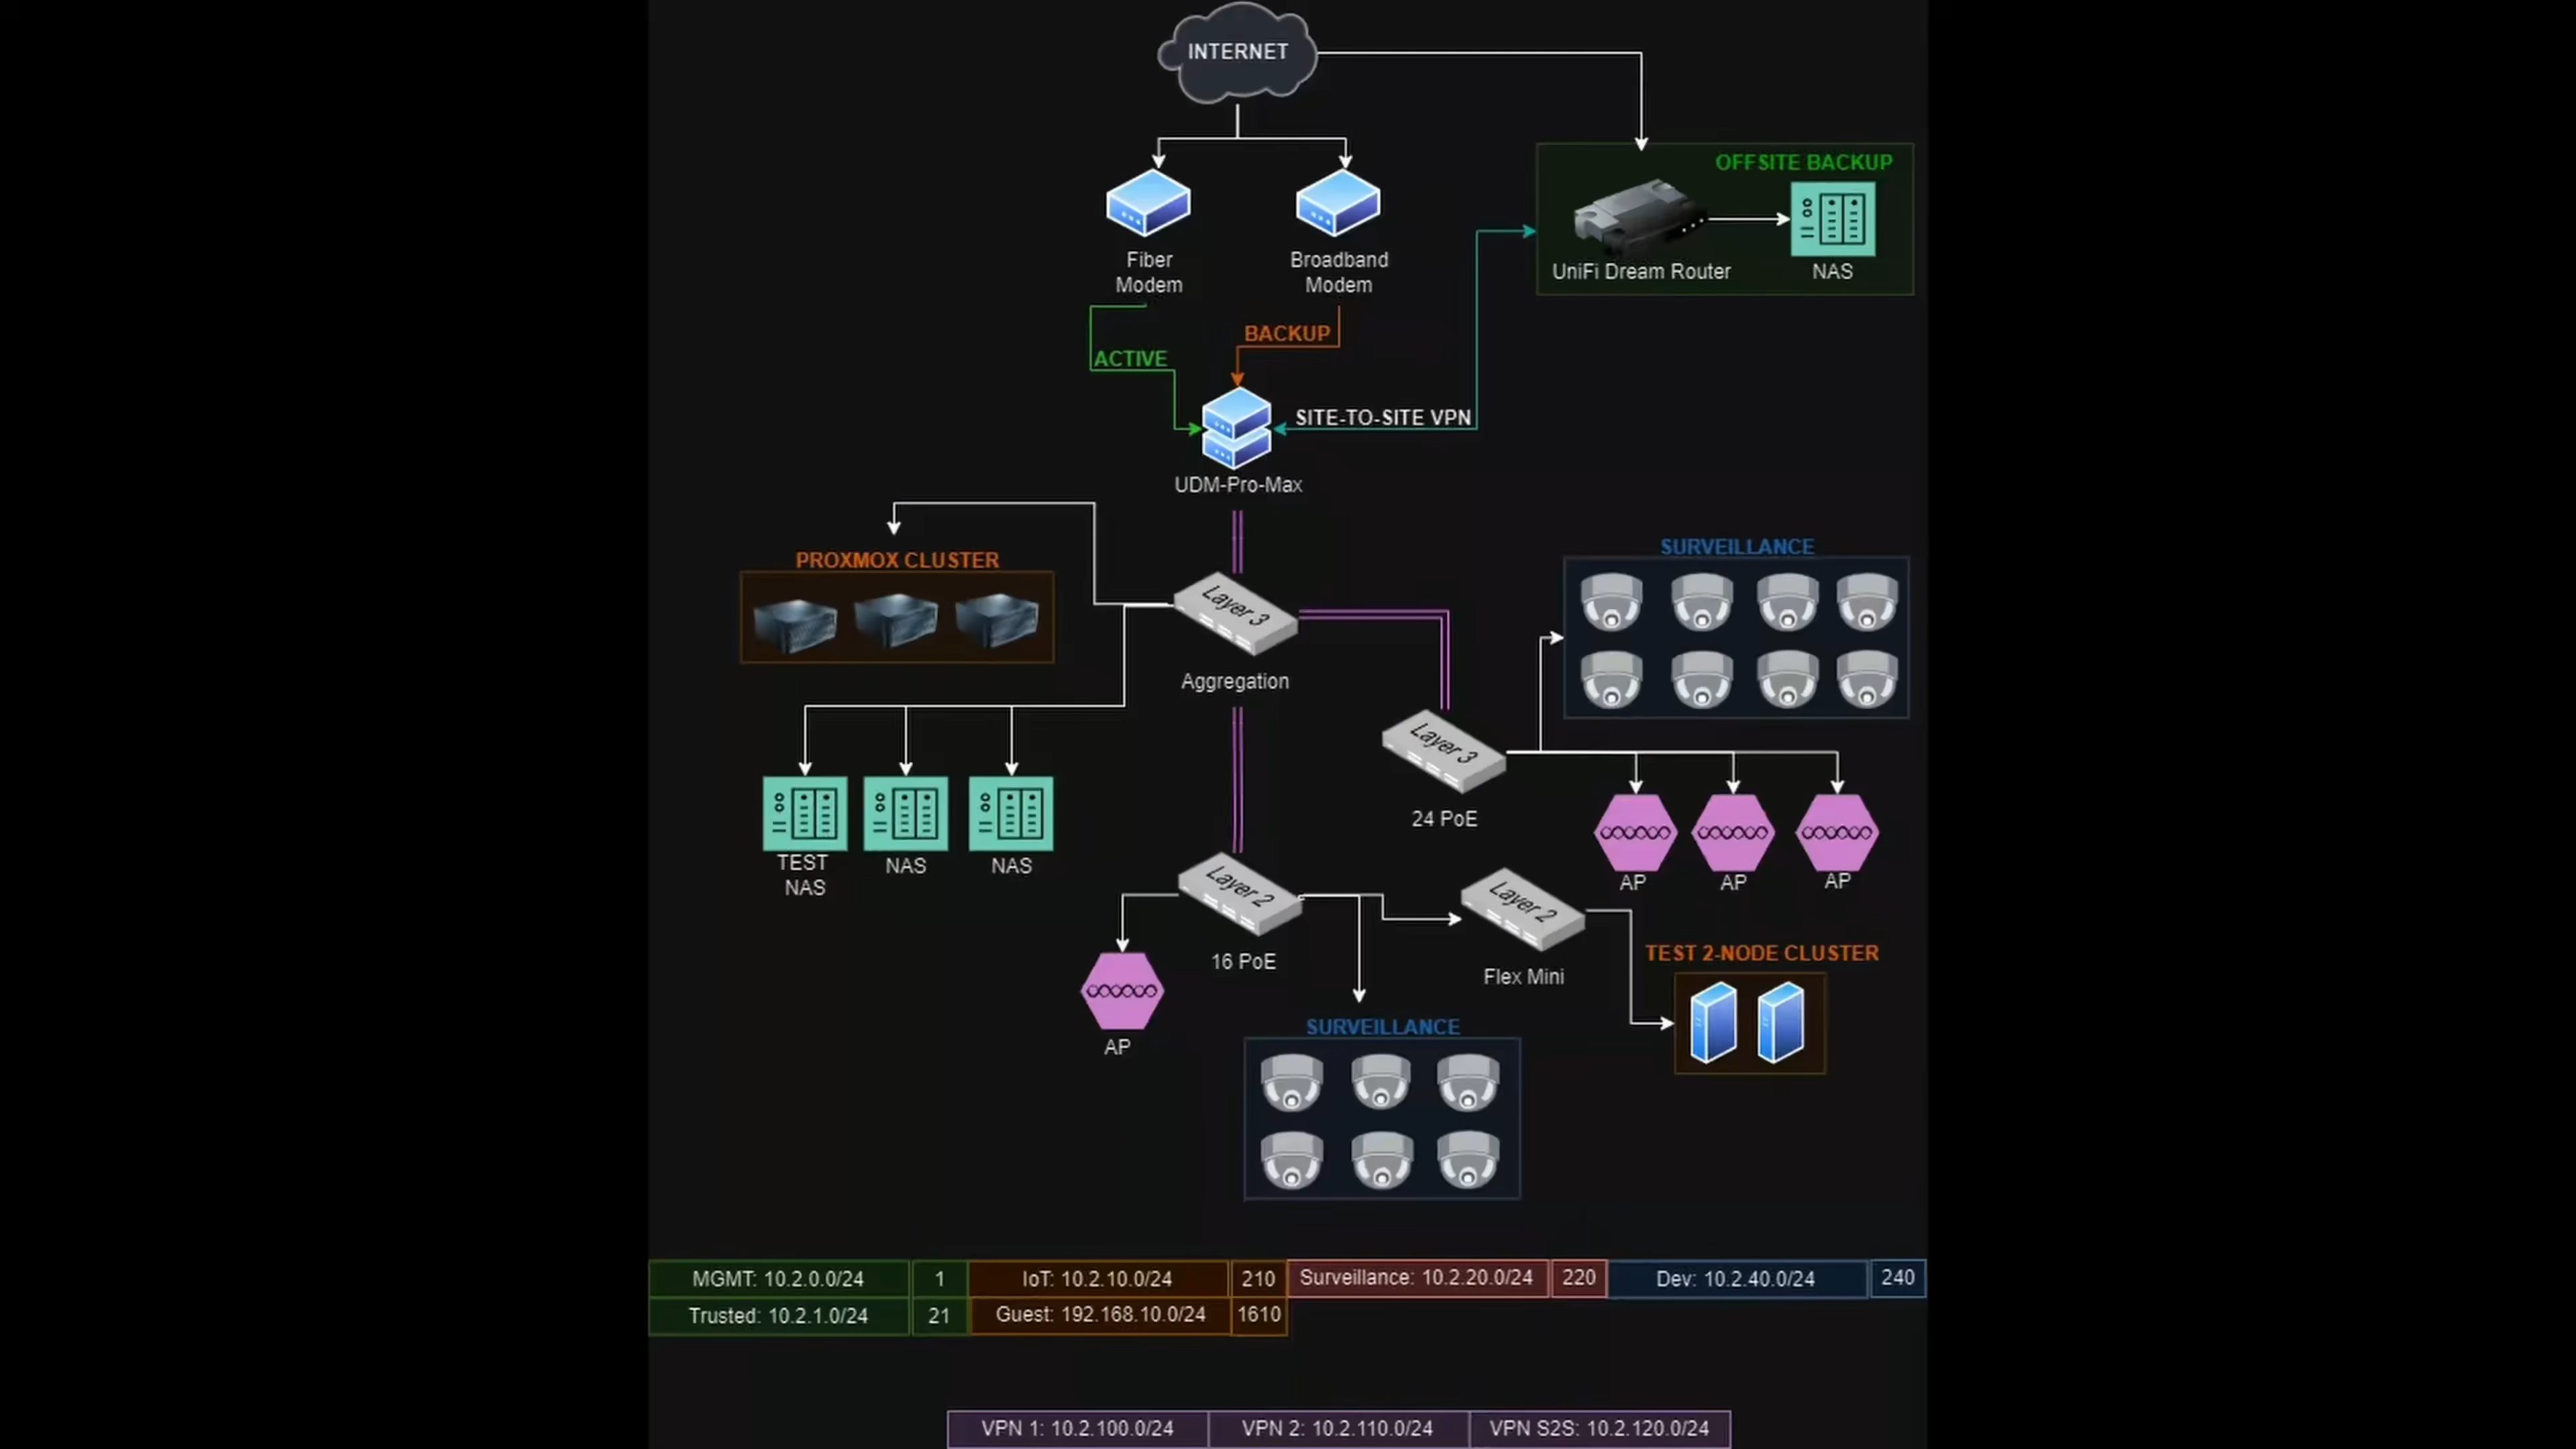 INTERNET
OFFSITE BACKUP
UniFi Dream Router
NAS
Fiber
Modem
Broadband
Modem
BACKUP
ACTIVE
SITE-TO-SITE VPN
UDM-Pro-Max
PROXMOX CLUSTER
SURVEILLANCE
Layer 3
Aggregation
Layer 3
24 PoE
TEST
NAS
NAS
NAS
AP
AP
AP
Layer 2
16 PoE
Layer 2
Flex Mini
TEST 2-NODE CLUSTER
AP
SURVEILLANCE
MGMT: 10.2.0.0/24 1 IoT: 10.2.10.0/24 210 Surveillance: 10.2.20.0/24 220 Dev: 10.2.40.0/24 240
Trusted: 10.2.1.0/24 21 Guest: 192.168.10.0/24 1610
VPN 1: 10.2.100.0/24 VPN 2: 10.2.110.0/24 VPN S2S: 10.2.120.0/24